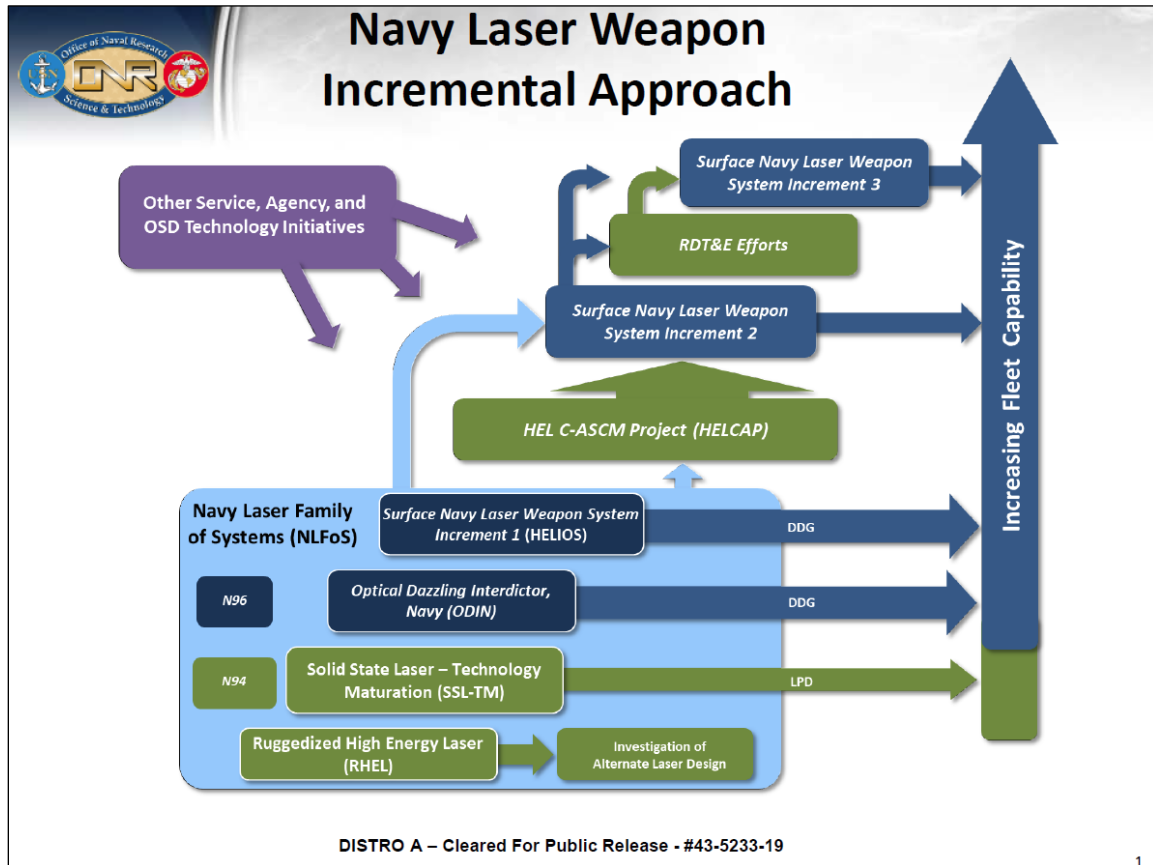 Office of Naval Research
ONR
Science & Technology
Navy Laser Weapon
Incremental Approach
Other Service, Agency, and
OSD Technology Initiatives
Surface Navy Laser Weapon
System Increment 3
RDT&E Efforts
Surface Navy Laser Weapon
System Increment 2
HEL C-ASCM Project (HELCAP)
Increasing Fleet Capability
Navy Laser Family
of Systems (NLFoS)
Surface Navy Laser Weapon System
Increment 1 (HELIOS)
DDG
N96
Optical Dazzling Interdictor,
Navy (ODIN)
DDG
N94
Solid State Laser – Technology
Maturation (SSL-TM)
LPD
Ruggedized High Energy Laser
(RHEL)
Investigation of
Alternate Laser Design
DISTRO A – Cleared For Public Release - #43-5233-19
1